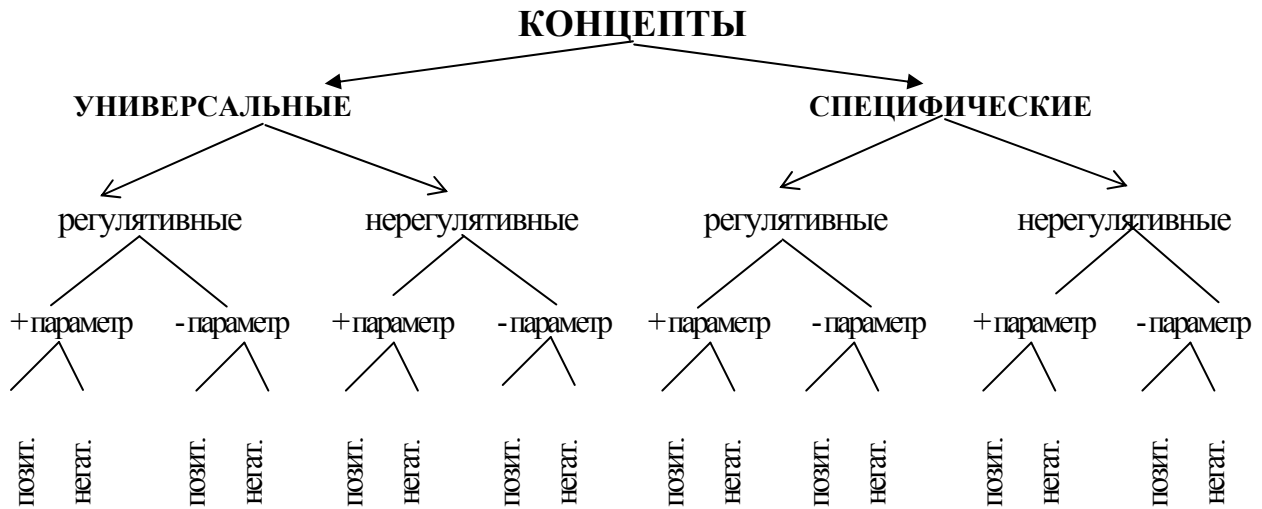 КОНЦЕПТЫ
УНИВЕРСАЛЬНЫЕ СПЕЦИФИЧЕСКИЕ
регулятивные нерегулятивные регулятивные нерегулятивные
+ параметр - параметр + параметр - параметр + параметр - параметр + параметр - параметр
позит. негат. позит. негат. позит. негат. позит. негат. позит. негат. позит. негат. позит. негат. позит. негат.